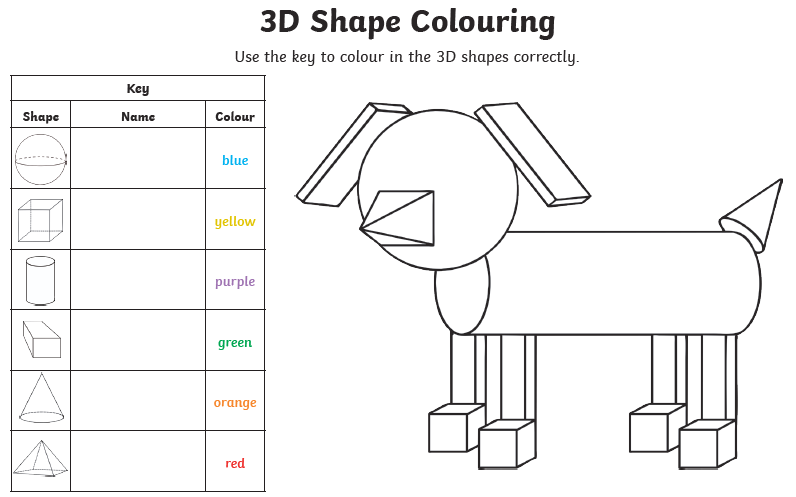 3D Shape Colouring
Use the key to colour in the 3D shapes correctly.
Key
Shape Name Colour
blue
yellow
purple
green
orange
red